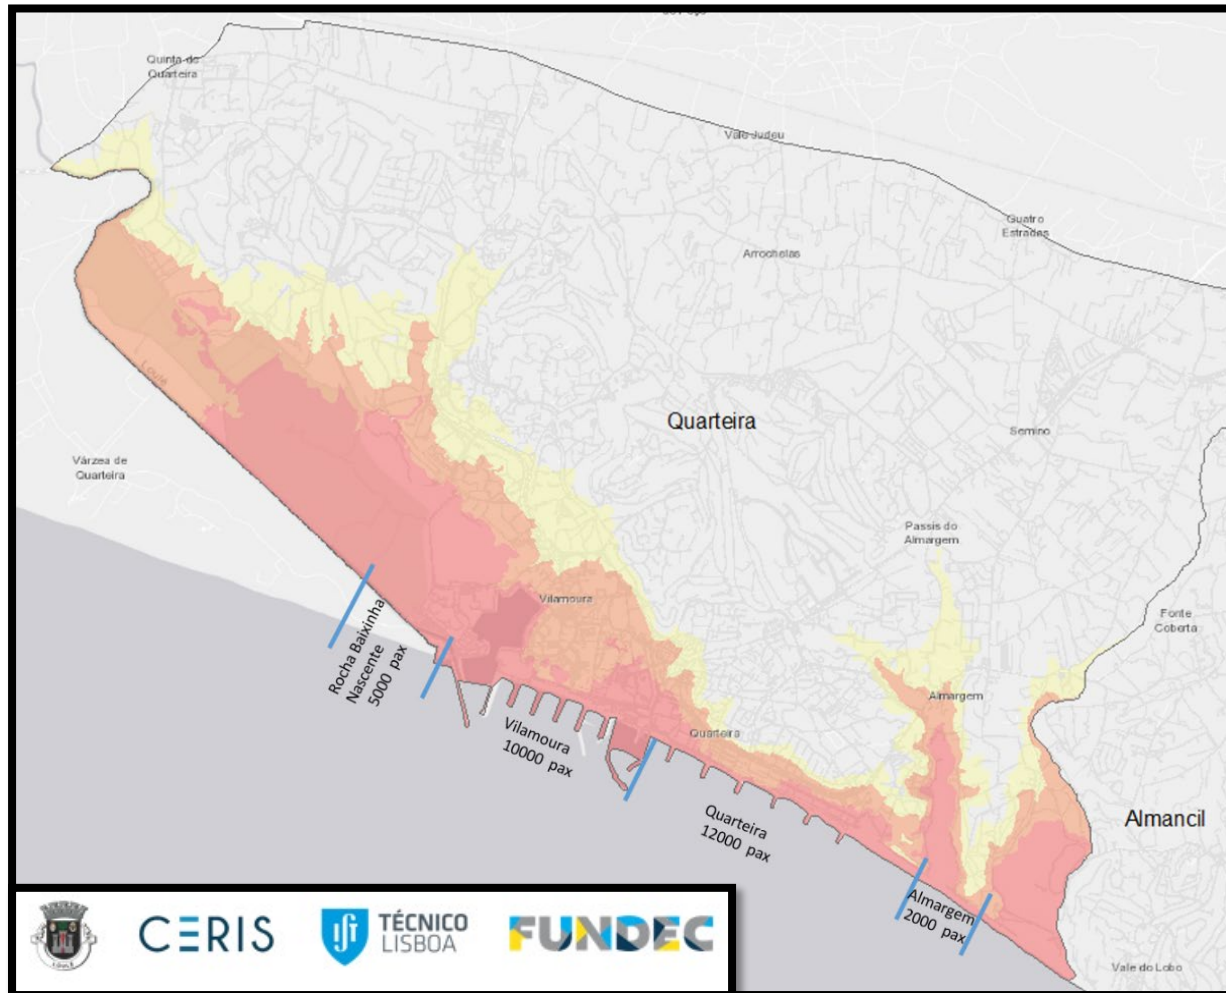 Quinta de
Quarteira
Vale Judeu
Quatro
Estradas
Arrochelas
Loulé
Quarteira
Semino
Várzea de
Quarteira
Passis do
Almargem
Vilamoura
Fonte
Coberta
Rocha Baixinha
Nascente
5000 pax
Almargem
Quarteira
Vilamoura
10000 pax
Quarteira
12000 pax
Almancil
Almargem
2000 pax
Vale do Lobo
CERIS
TÉCNICO
LISBOA
FUNDEC